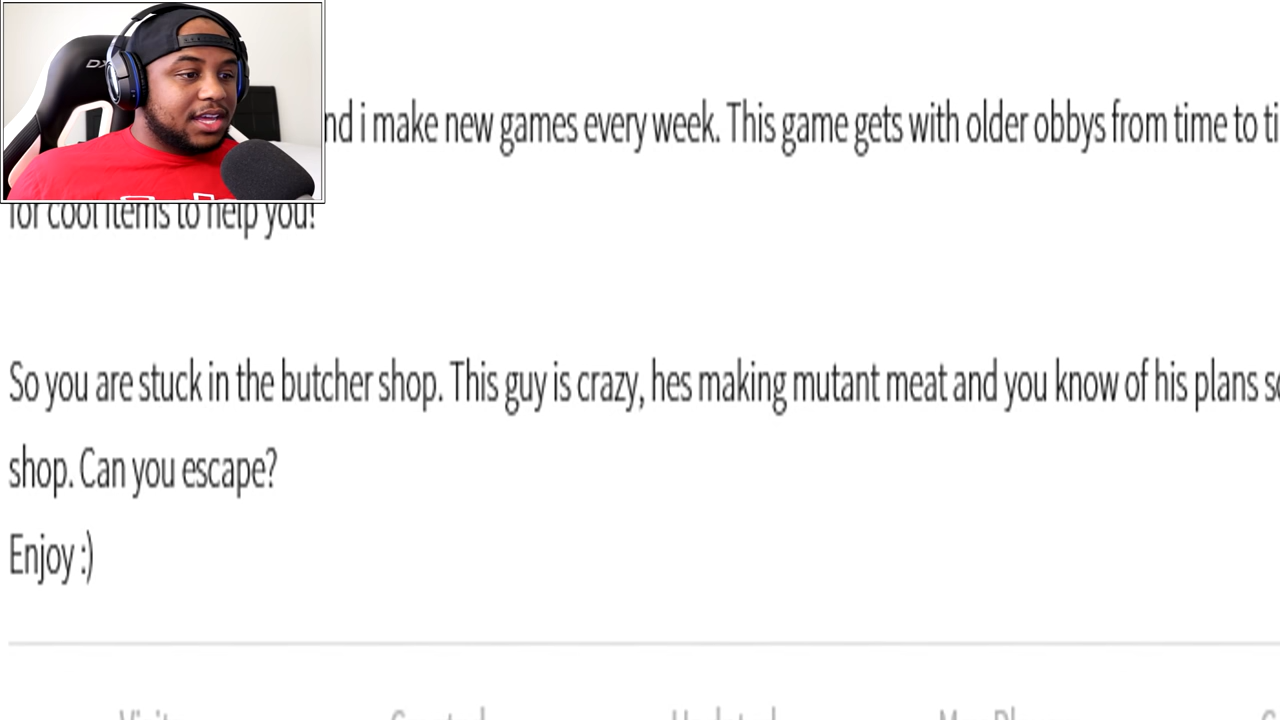 DX
nd i make new games every week. This game gets with older obbys from time to ti
for cool items to help you!
So you are stuck in the butcher shop. This guy is crazy, hes making mutant meat and you know of his plans so
shop. Can you escape?
Enjoy :)